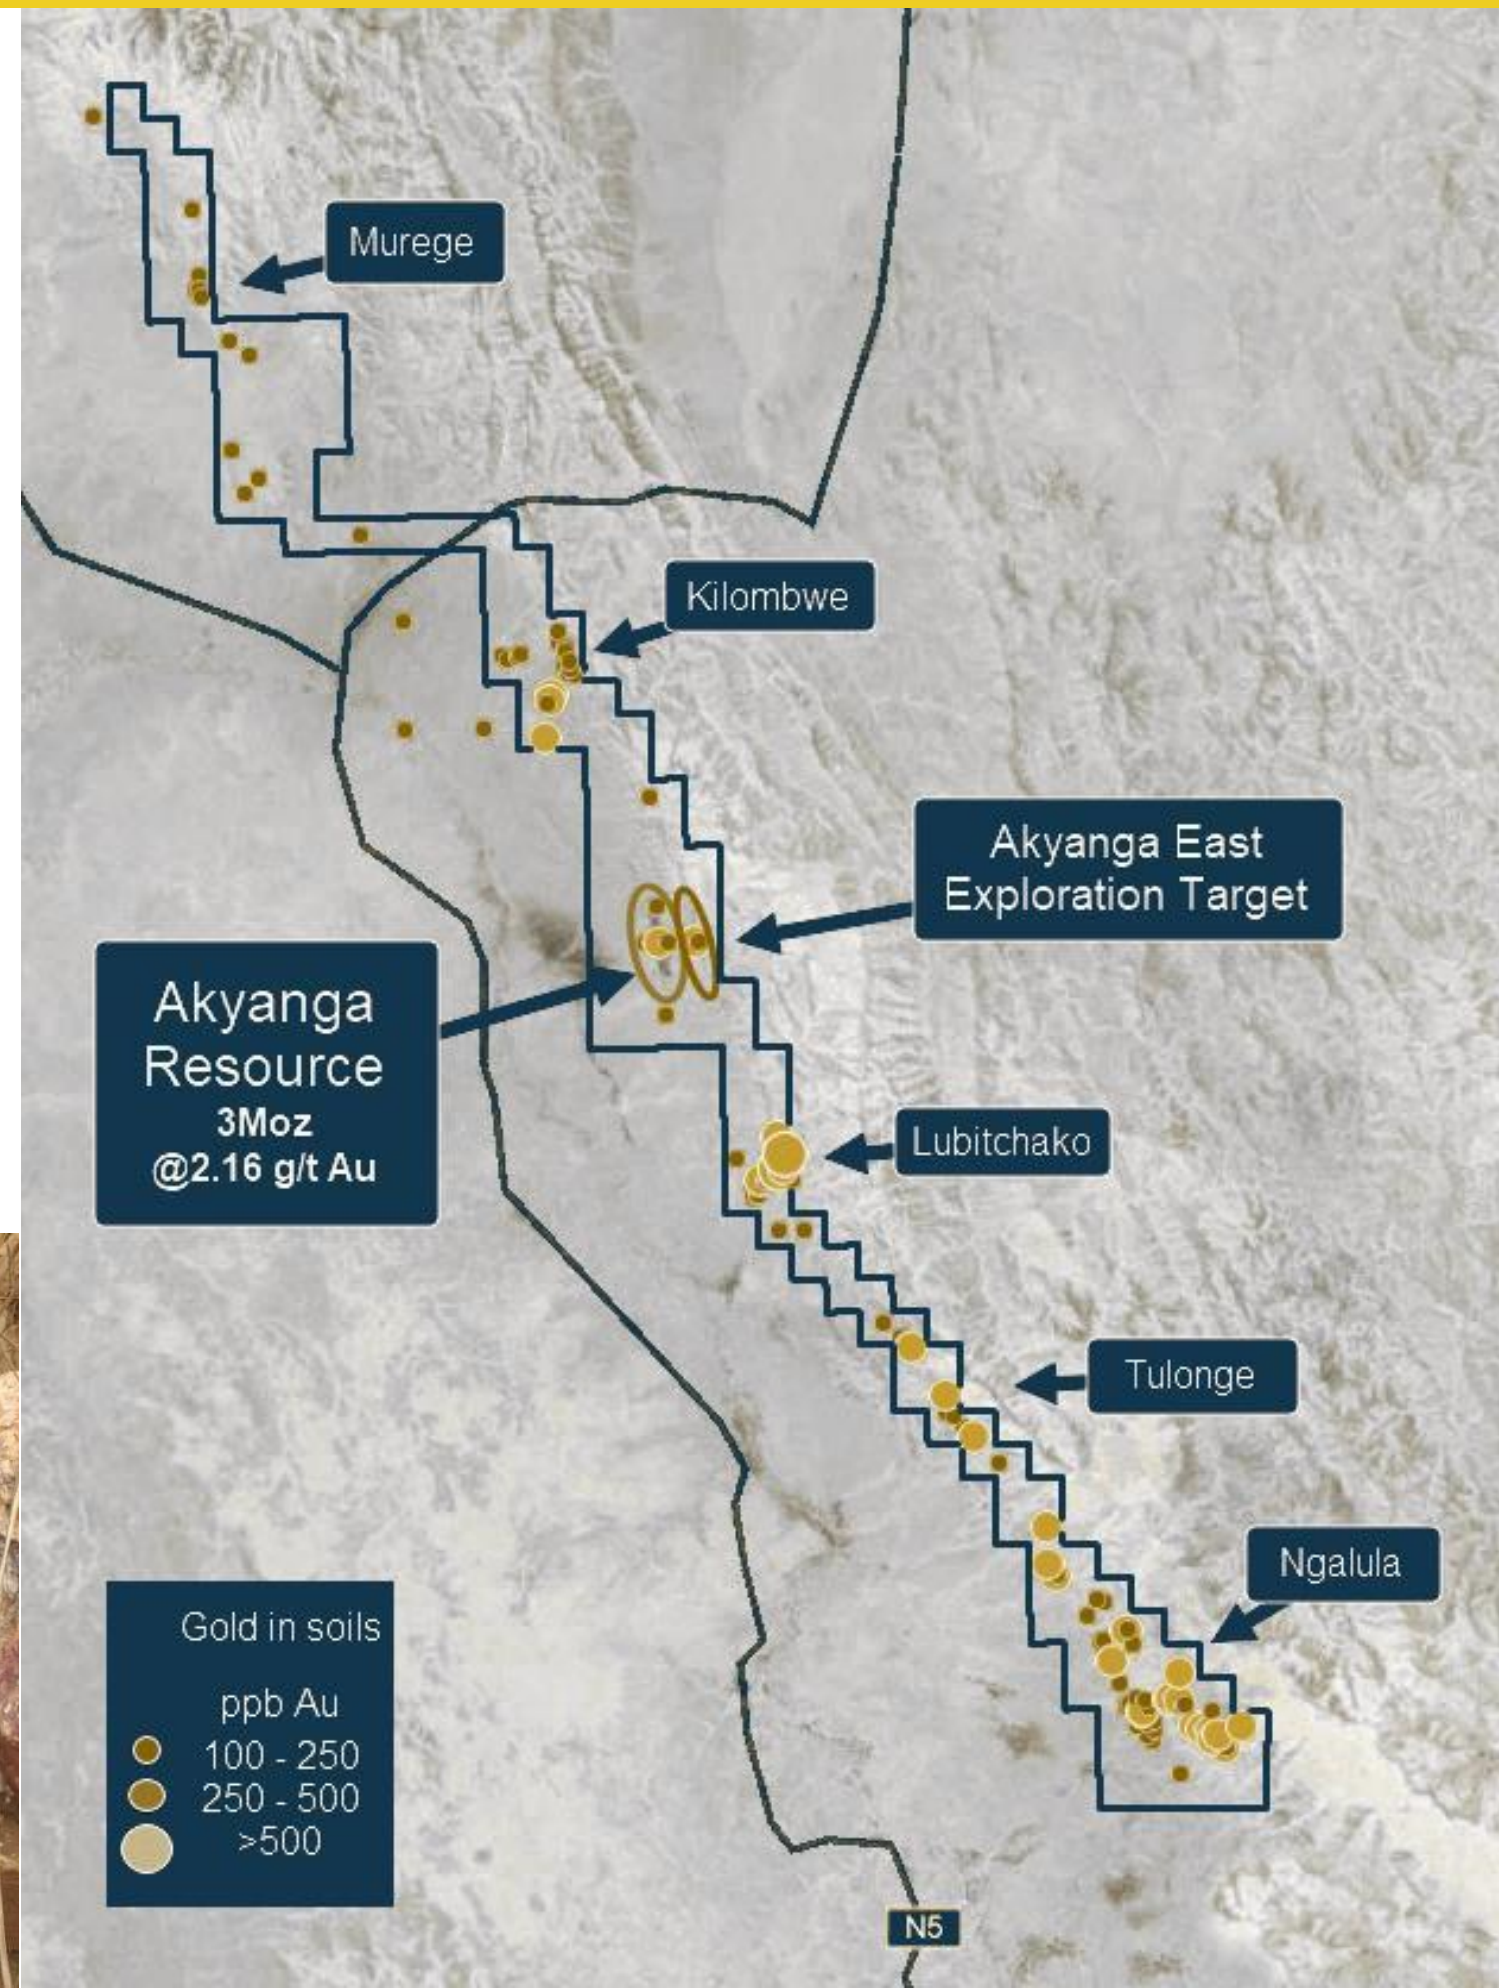 Murege
Kilombwe
Akyanga East
Exploration Target
Akyanga
Resource
3Moz
@2.16 g/t Au
Lubitchako
Tulonge
Ngalula
Gold in soils
ppb Au
100 - 250
250 - 500
>500
N5